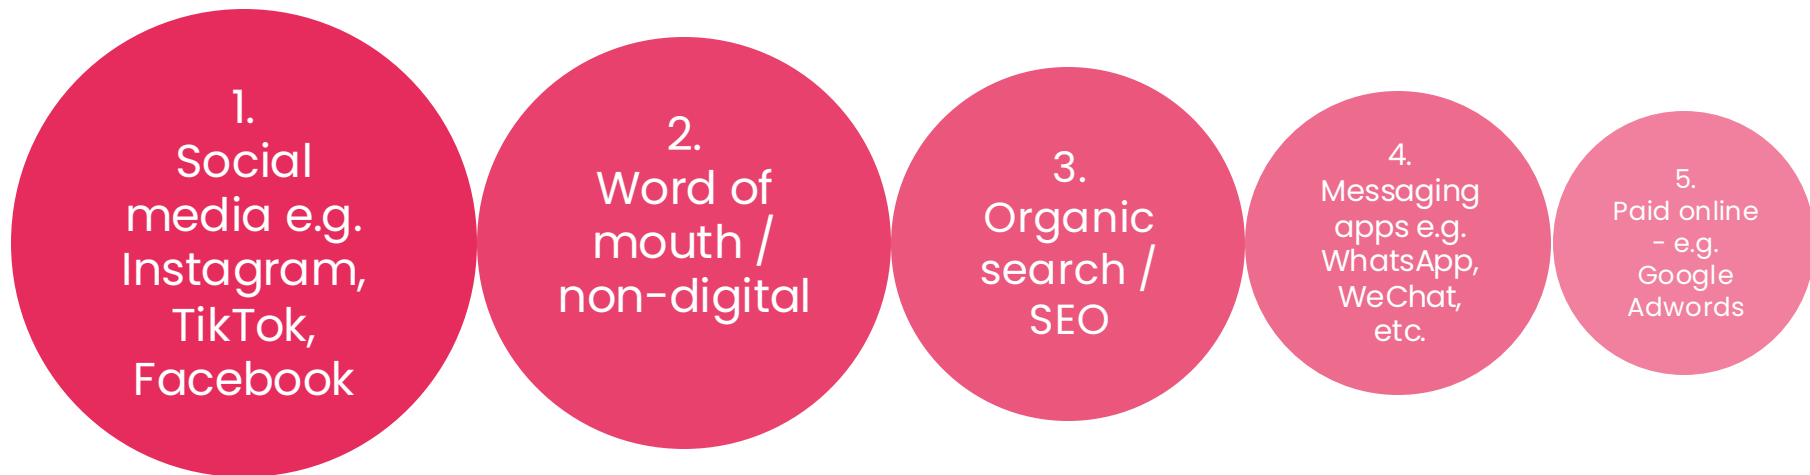 1.
Social
media e.g.
Instagram,
TikTok,
Facebook
2.
Word of
mouth /
non-digital
3.
Organic
search /
SEO
4.
Messaging
apps e.g.
WhatsApp,
WeChat,
etc.
5.
Paid online
- e.g.
Google
Adwords